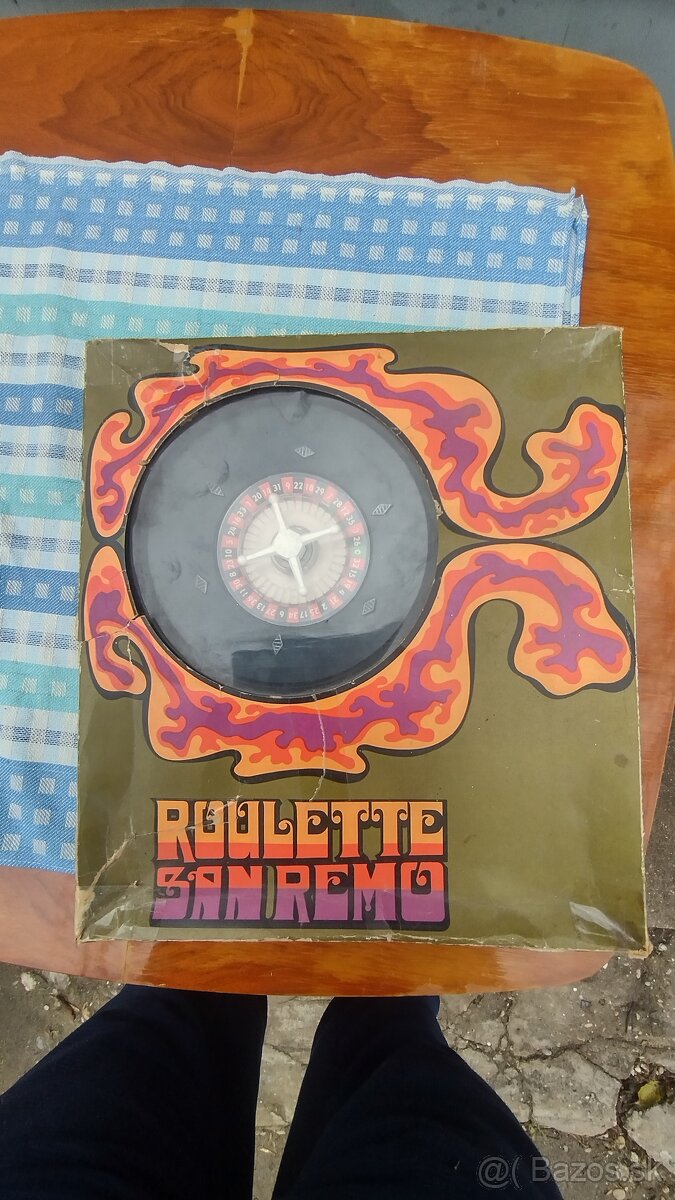 ROULETTE
SAN REMO
@( Bazos.sk